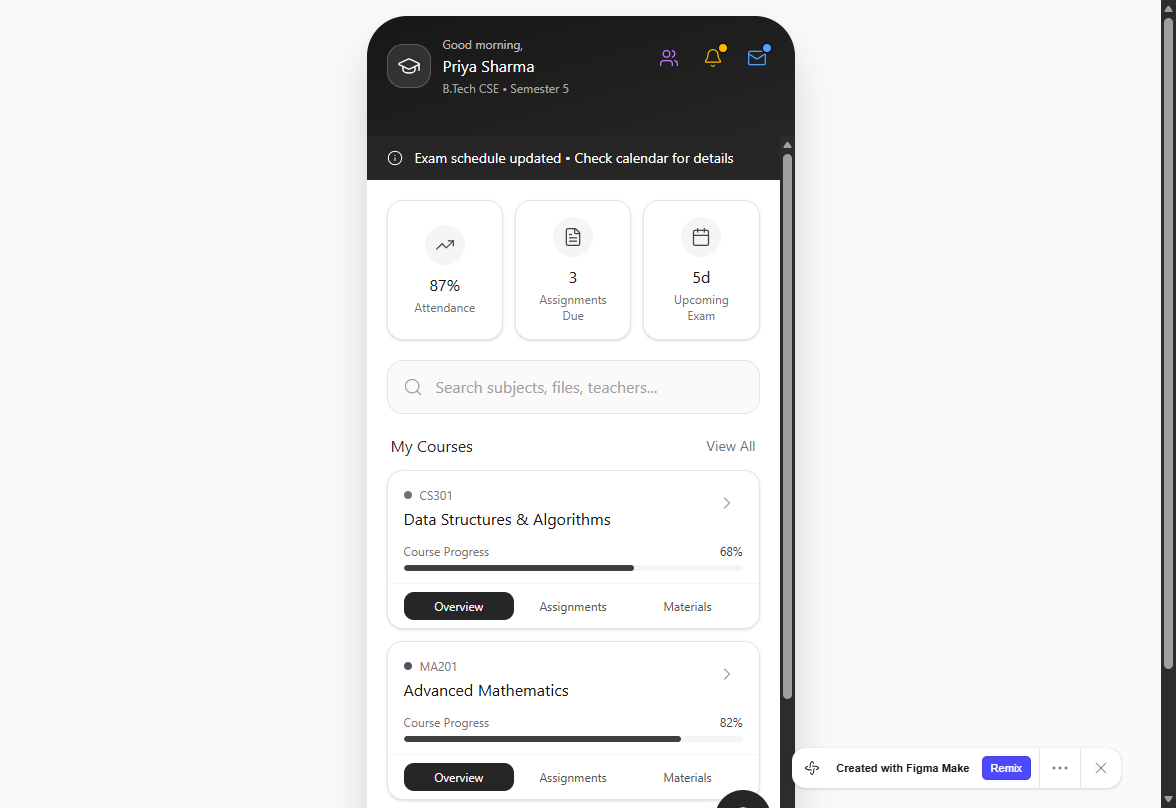 Good morning,
Priya Sharma
B.Tech CSE • Semester 5
Exam schedule updated • Check calendar for details
87%
Attendance
3
Assignments
Due
5d
Upcoming
Exam
Search subjects, files, teachers...
My Courses
View All
CS301
Data Structures & Algorithms
Course Progress
68%
Overview
Assignments
Materials
MA201
Advanced Mathematics
Course Progress
82%
Overview
Assignments
Materials
Created with Figma Make
Remix